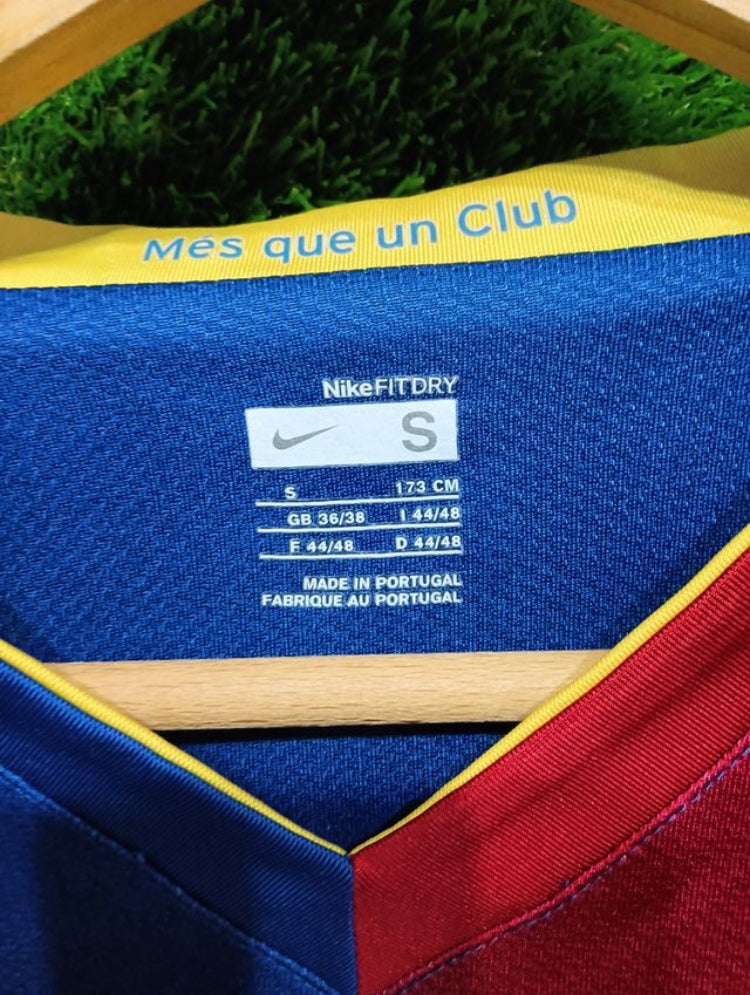 Més que un Club
NikeFITDRY
S
S 173 CM
GB 36/38 I 44/48
F 44/48 D 44/48
MADE IN PORTUGAL
FABRIQUE AU PORTUGAL